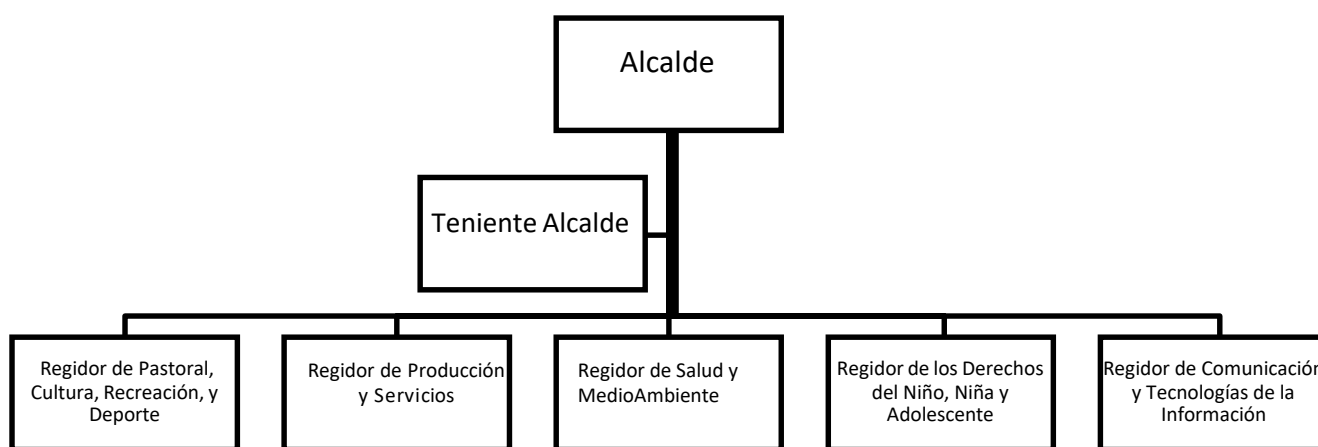 Alcalde
Teniente Alcalde
Regidor de Pastoral,
Cultura, Recreación, y
Deporte
Regidor de Producción
y Servicios
Regidor de Salud y
MedioAmbiente
Regidor de los Derechos
del Niño, Niña y
Adolescente
Regidor de Comunicación
y Tecnologías de la
Información